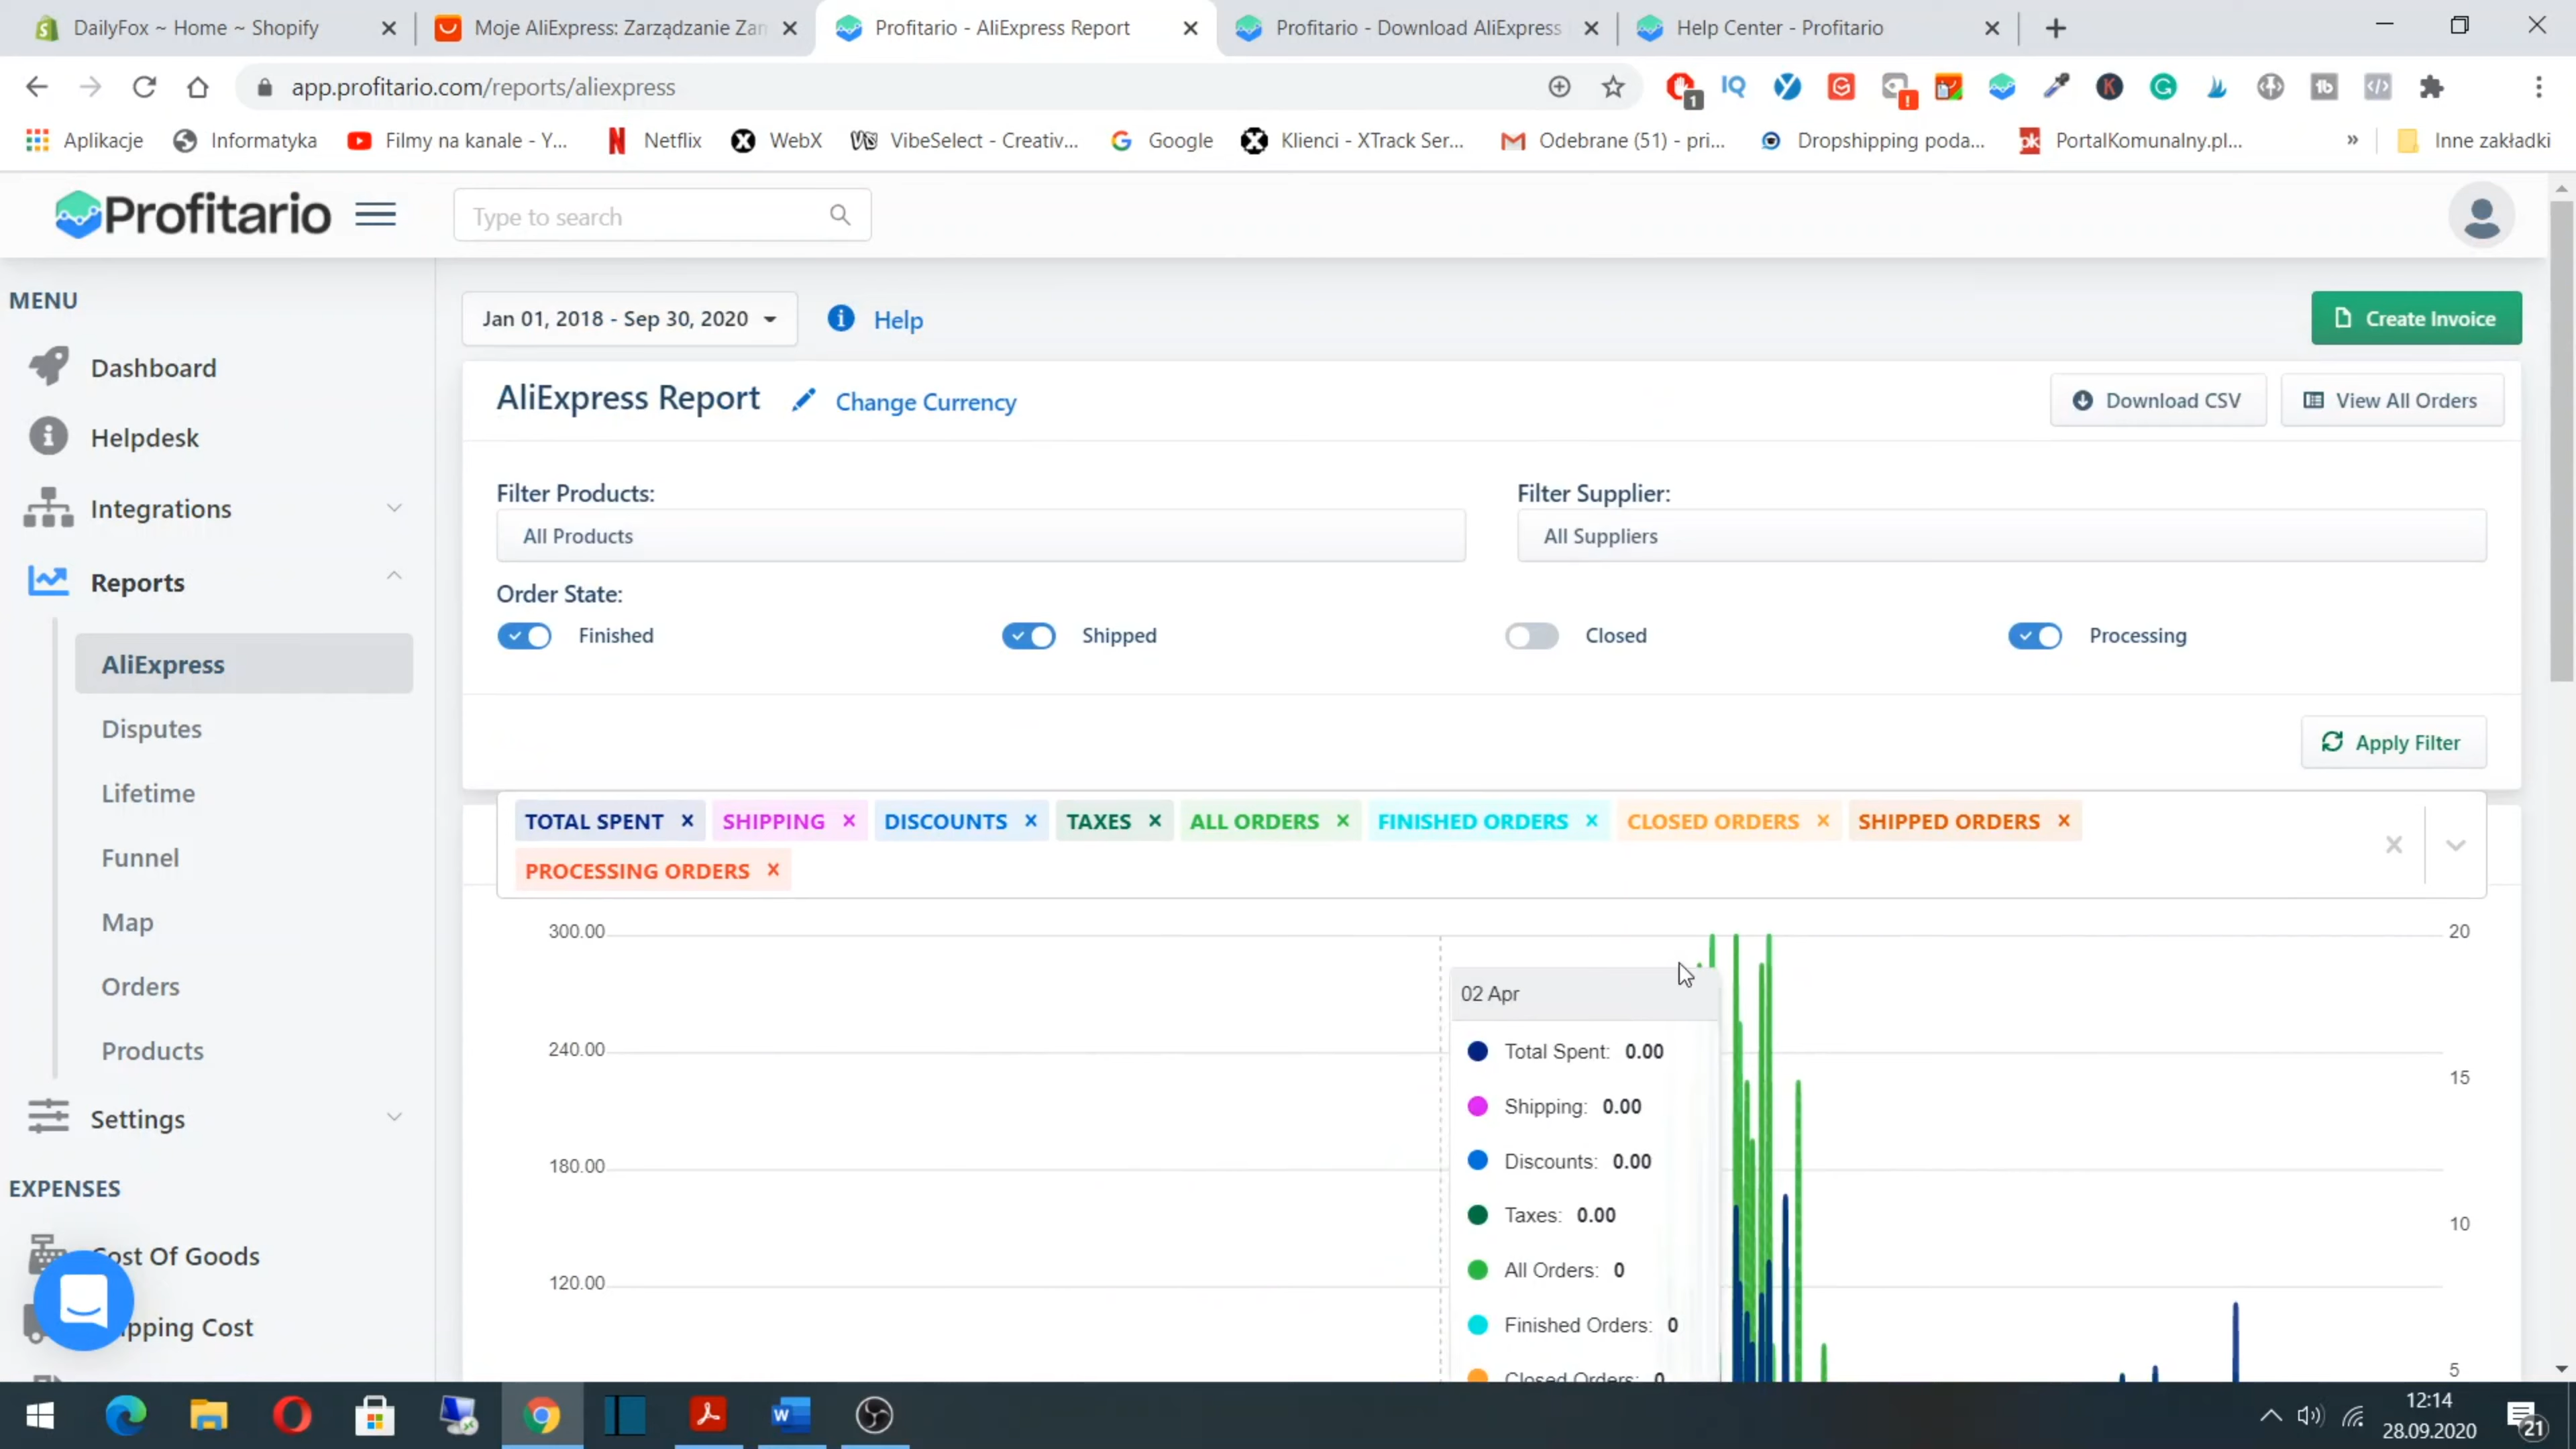 DailyFox ~ Home ~ Shopify
Moje AliExpress: Zarządzanie Zam
Profitario - AliExpress Report
Profitario - Download AliExpress
Help Center - Profitario
app.profitario.com/reports/aliexpress
Aplikacje
Informatyka
Filmy na kanale - Y...
Netflix
WebX
VibeSelect - Creativ...
Google
Klienci - XTrack Ser...
Odebrane (51) - pri...
Dropshipping poda...
PortalKomunalny.pl...
Inne zakładki
Profitario
Type to search
MENU
Dashboard
Helpdesk
Integrations
Reports
AliExpress
Disputes
Lifetime
Funnel
Map
Orders
Products
Settings
EXPENSES
Cost Of Goods
pping Cost
Jan 01, 2018 - Sep 30, 2020
Help
Create Invoice
AliExpress Report
Change Currency
Download CSV
View All Orders
Filter Products:
All Products
Filter Supplier:
All Suppliers
Order State:
Finished
Shipped
Closed
Processing
Apply Filter
TOTAL SPENT
SHIPPING
DISCOUNTS
TAXES
ALL ORDERS
FINISHED ORDERS
CLOSED ORDERS
SHIPPED ORDERS
PROCESSING ORDERS
300.00
240.00
180.00
120.00
20
15
10
5
02 Apr
Total Spent: 0.00
Shipping: 0.00
Discounts: 0.00
Taxes: 0.00
All Orders: 0
Finished Orders: 0
Closed Orders: 0
12:14
28.09.2020
21